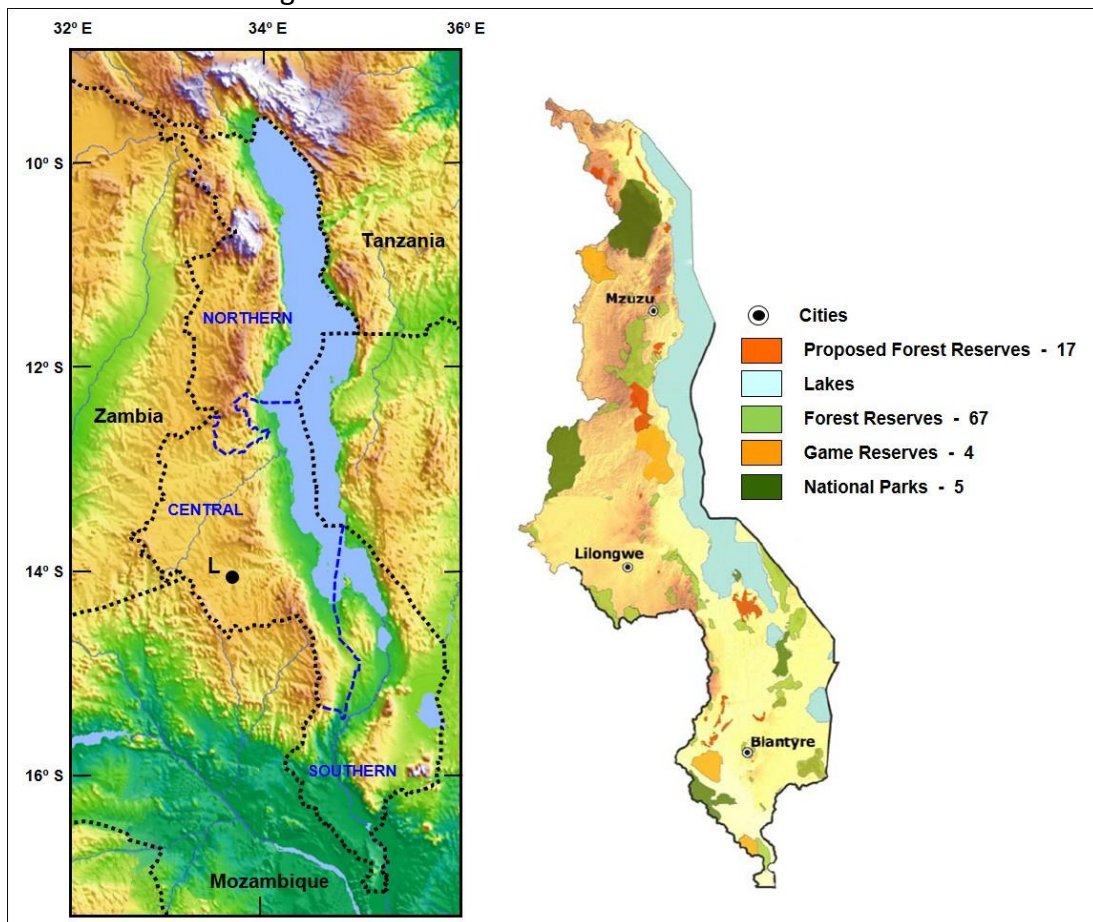 32º E 34º E 36º E
10º S
Tanzania
NORTHERN
12º S
Zambia
CENTRAL
14º S
L
16º S
SOUTHERN
Mozambique
Mzuzu
Lilongwe
Blantyre
Cities
Proposed Forest Reserves - 17
Lakes
Forest Reserves - 67
Game Reserves - 4
National Parks - 5